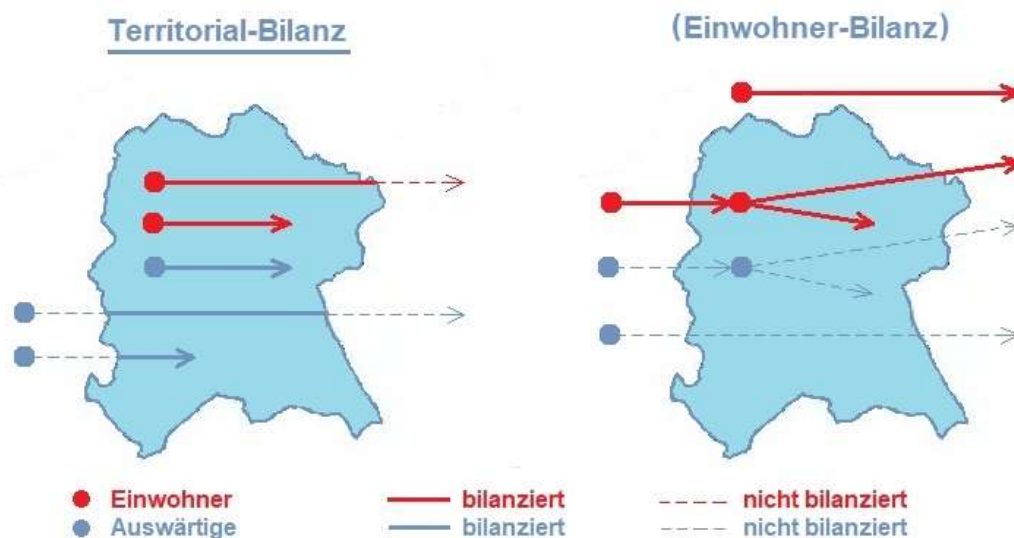 Territorial-Bilanz
(Einwohner-Bilanz)
Einwohner bilanziert nicht bilanziert
Auswärtige bilanziert nicht bilanziert